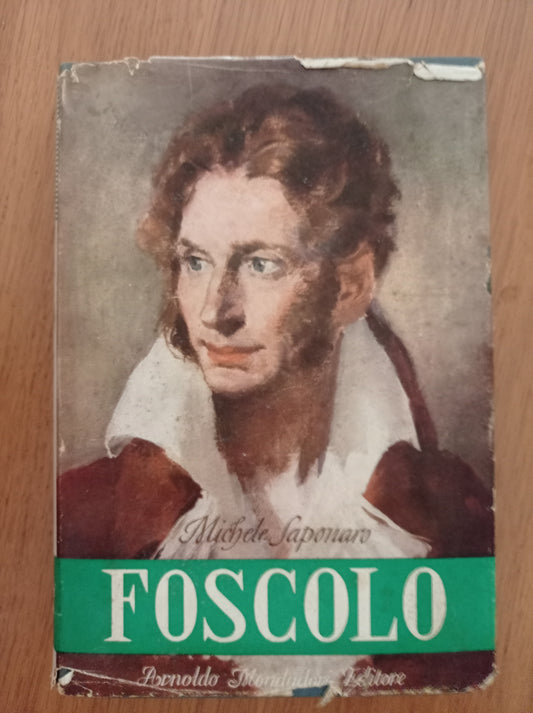 Michele Saponaro
FOSCOLO
Arnoldo Mondadori Editore